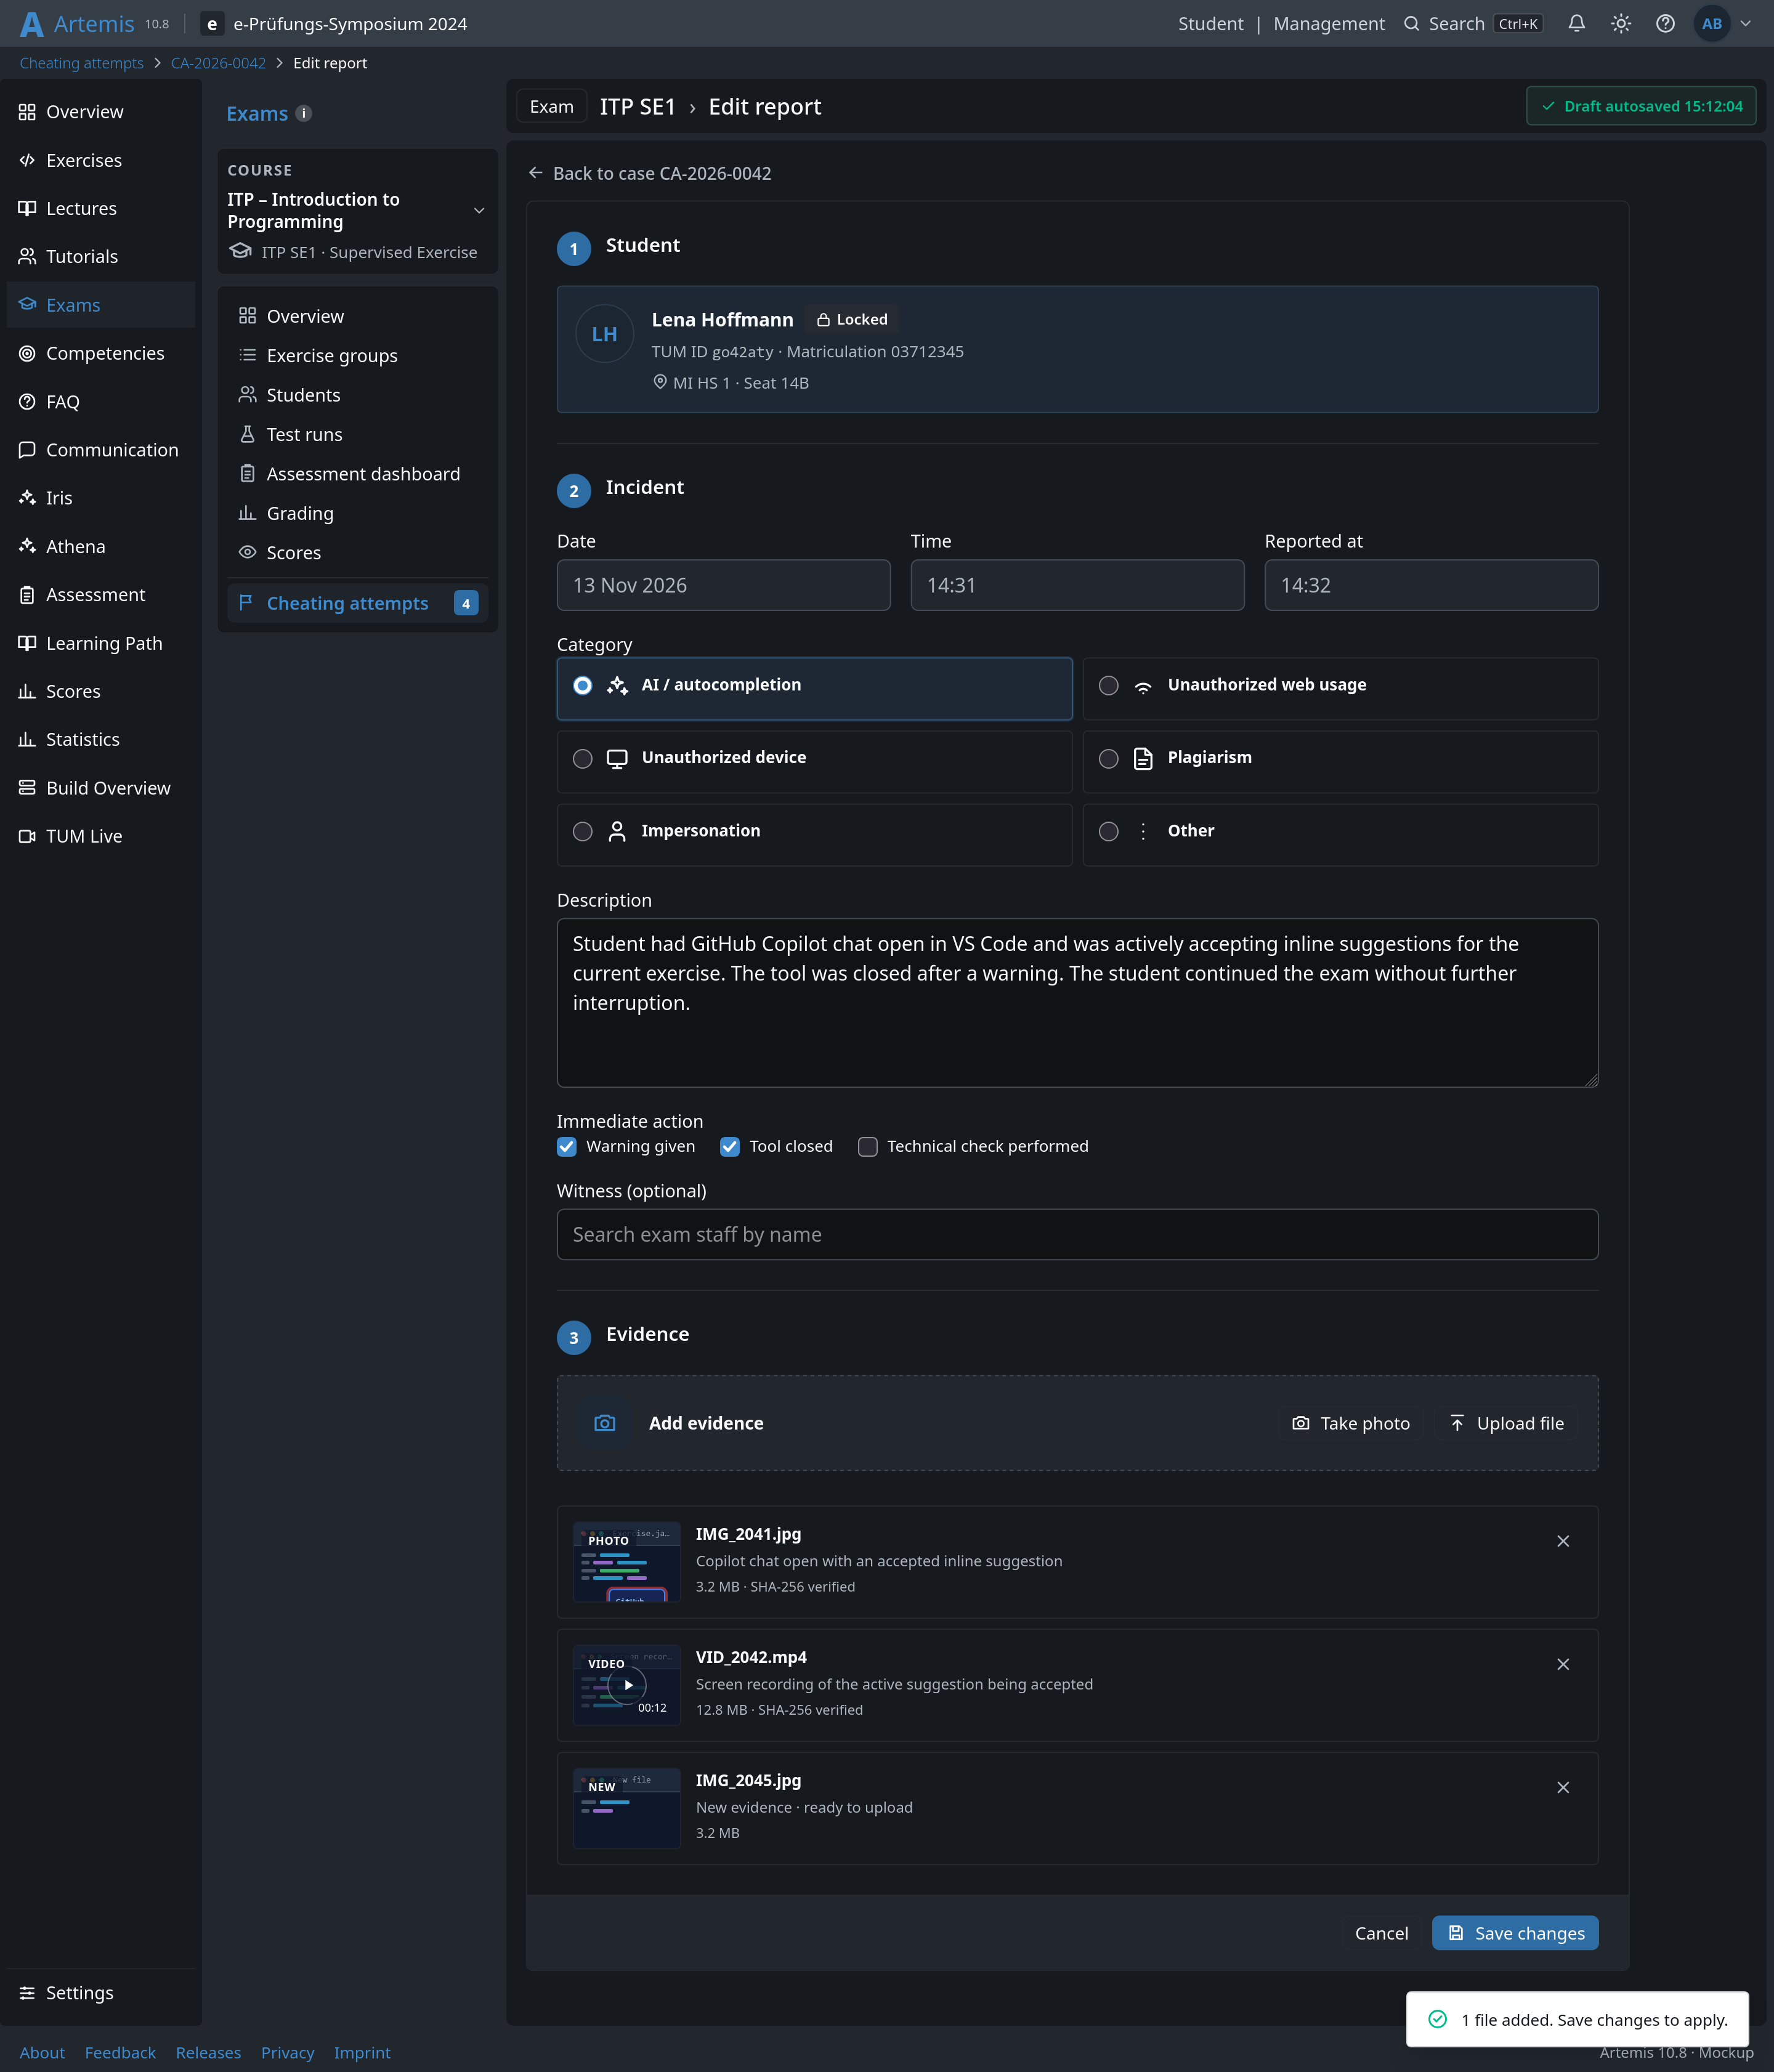 Artemis 10.8 e e-Prüfungs-Symposium 2024
Student | Management Search Ctrl+K AB
Cheating attempts > CA-2026-0042 > Edit report
Overview
Exercises
Lectures
Tutorials
Exams
Competencies
FAQ
Communication
Iris
Athena
Assessment
Learning Path
Scores
Statistics
Build Overview
TUM Live
Settings
Exams i
COURSE
ITP – Introduction to
Programming
ITP SE1 · Supervised Exercise
Overview
Exercise groups
Students
Test runs
Assessment dashboard
Grading
Scores
Cheating attempts 4
Exam ITP SE1 › Edit report
Draft autosaved 15:12:04
Back to case CA-2026-0042
1 Student
LH
Lena Hoffmann Locked
TUM ID go42aty · Matriculation 03712345
MI HS 1 · Seat 14B
2 Incident
Date Time Reported at
13 Nov 2026 14:31 14:32
Category
AI / autocompletion Unauthorized web usage
Unauthorized device Plagiarism
Impersonation Other
Description
Student had GitHub Copilot chat open in VS Code and was actively accepting inline suggestions for the
current exercise. The tool was closed after a warning. The student continued the exam without further
interruption.
Immediate action
Warning given Tool closed Technical check performed
Witness (optional)
Search exam staff by name
3 Evidence
Add evidence Take photo Upload file
PHOTO
IMG_2041.jpg
Copilot chat open with an accepted inline suggestion
3.2 MB · SHA-256 verified
VIDEO
00:12
VID_2042.mp4
Screen recording of the active suggestion being accepted
12.8 MB · SHA-256 verified
NEW file
IMG_2045.jpg
New evidence · ready to upload
3.2 MB
Cancel Save changes
1 file added. Save changes to apply.
About Feedback Releases Privacy Imprint
Artemis 10.8 · Mockup